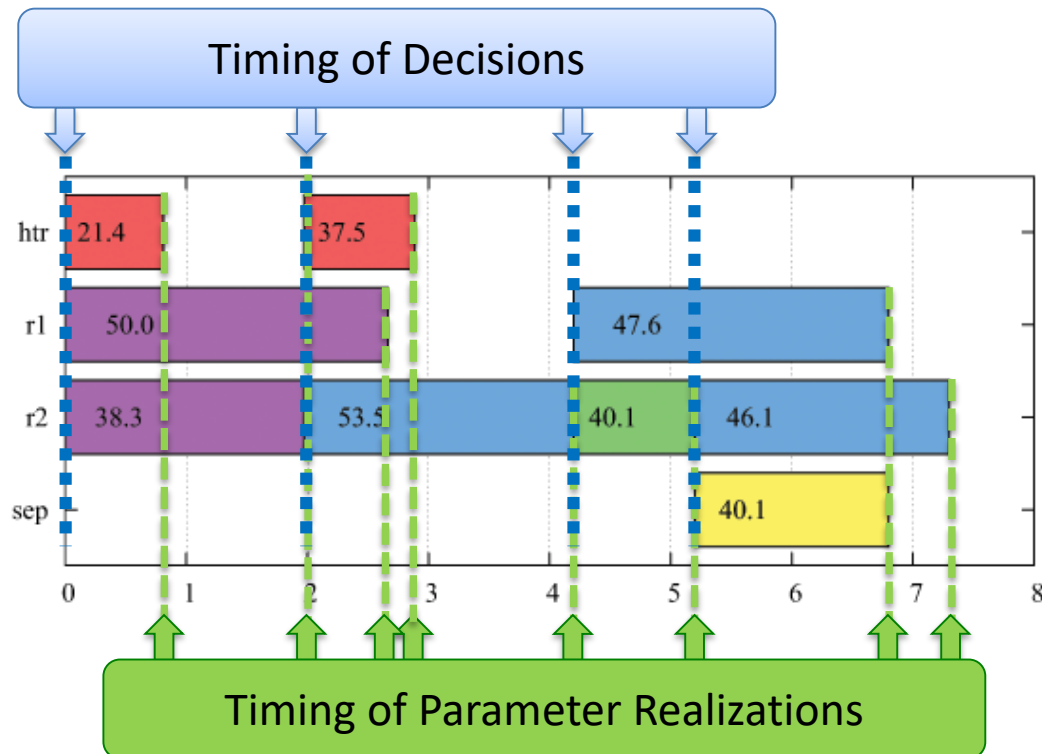 Timing of Decisions
htr 21.4 37.5
r1 50.0 47.6
r2 38.3 53.5 40.1 46.1
sep 40.1
0 1 2 3 4 5 6 7 8
Timing of Parameter Realizations